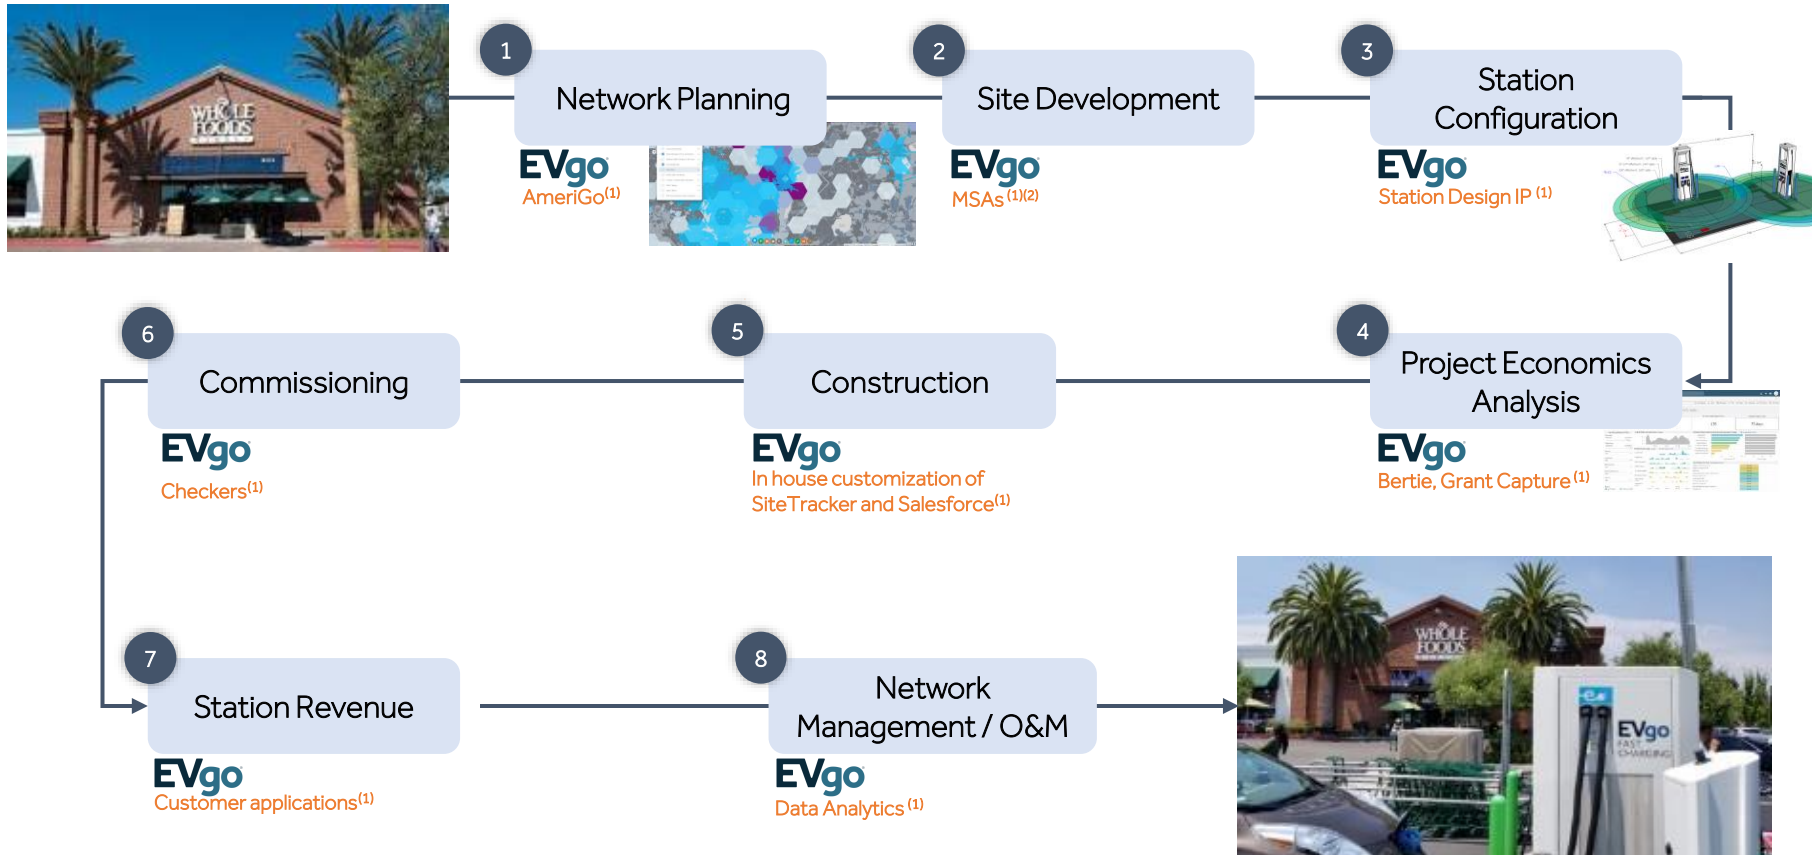 WHOLE
FOODS
1
Network Planning
EVgo
AmeriGo(1)
2
Site Development
EVgo
MSAs (1)(2)
3
Station
Configuration
EVgo
Station Design IP (1)
6
Commissioning
EVgo
Checkers(1)
5
Construction
EVgo
In house customization of
SiteTracker and Salesforce(1)
4
Project Economics
Analysis
EVgo
Bertie, Grant Capture (1)
7
Station Revenue
EVgo
Customer applications(1)
8
Network
Management / O&M
EVgo
Data Analytics (1)
WHOLE
FOODS
EVgo
FAST
CHARGING